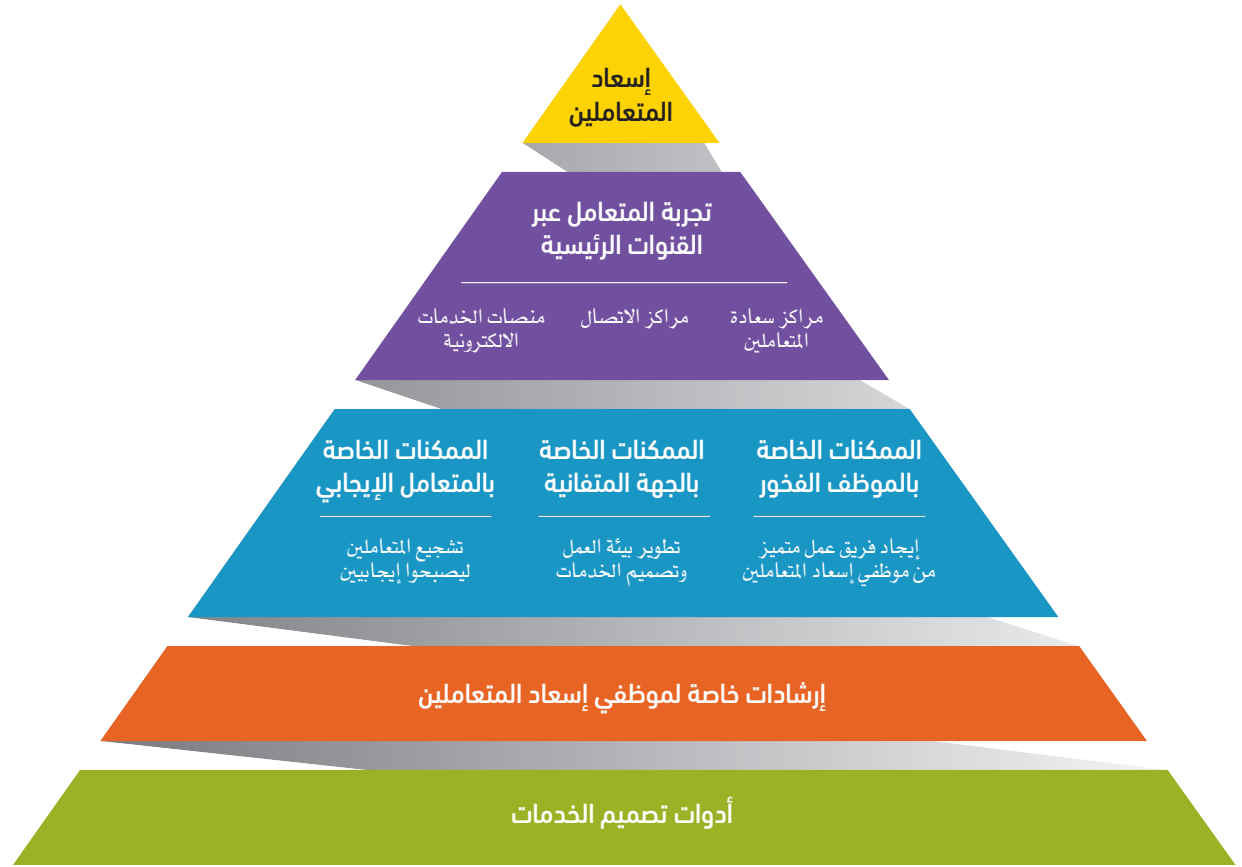 إسعاد
المتعاملين
تجربة المتعامل عبر
القنوات الرئيسية
مراكز سعادة
المتعاملين
مراكز الاتصال
منصات الخدمات
الالكترونية
الممكنات الخاصة
بالموظف الفخور
إيجاد فريق عمل متميز
من موظفي إسعاد المتعاملين
الممكنات الخاصة
بالجهة المتفانية
تطوير بيئة العمل
وتصميم الخدمات
الممكنات الخاصة
بالمتعامل الإيجابي
تشجيع المتعاملين
ليصبحوا إيجابيين
إرشادات خاصة لموظفي إسعاد المتعاملين
أدوات تصميم الخدمات